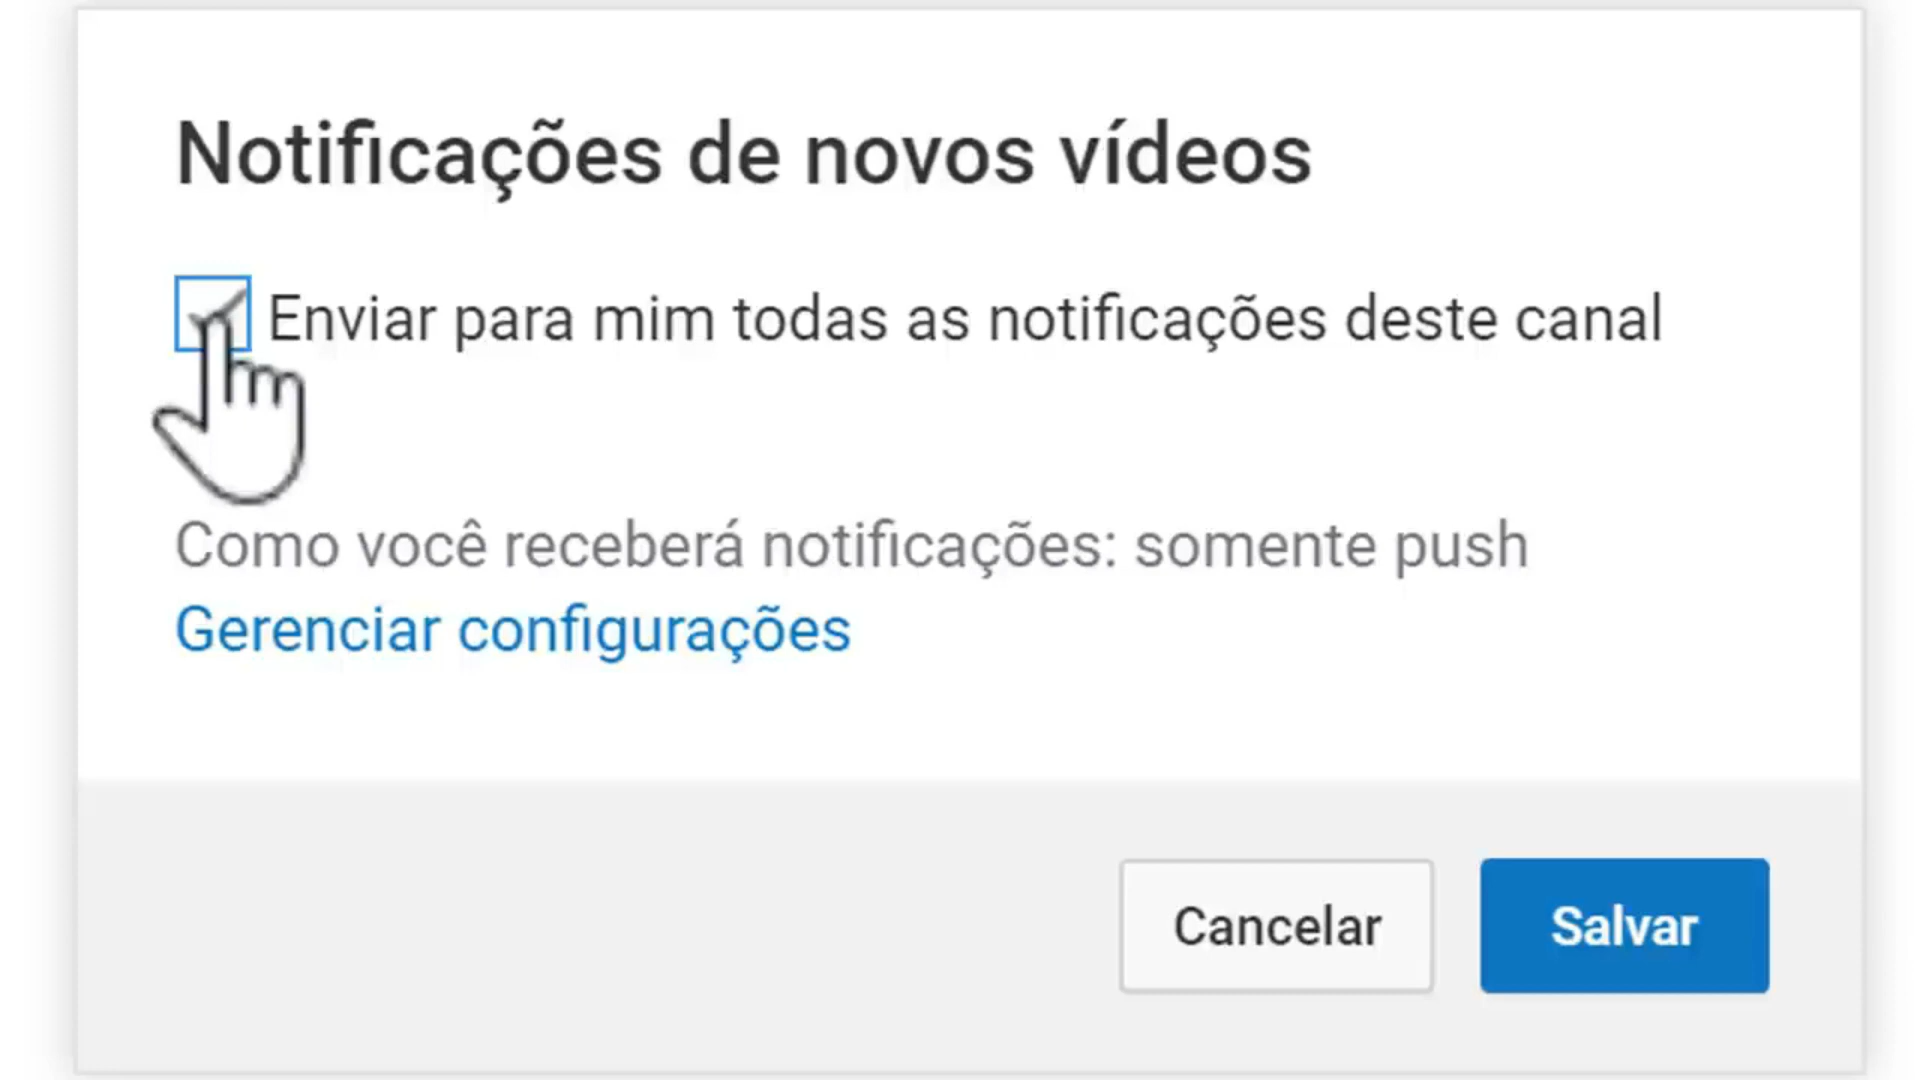 Notificações de novos vídeos
Enviar para mim todas as notificações deste canal
Como você receberá notificações: somente push
Gerenciar configurações
Cancelar
Salvar